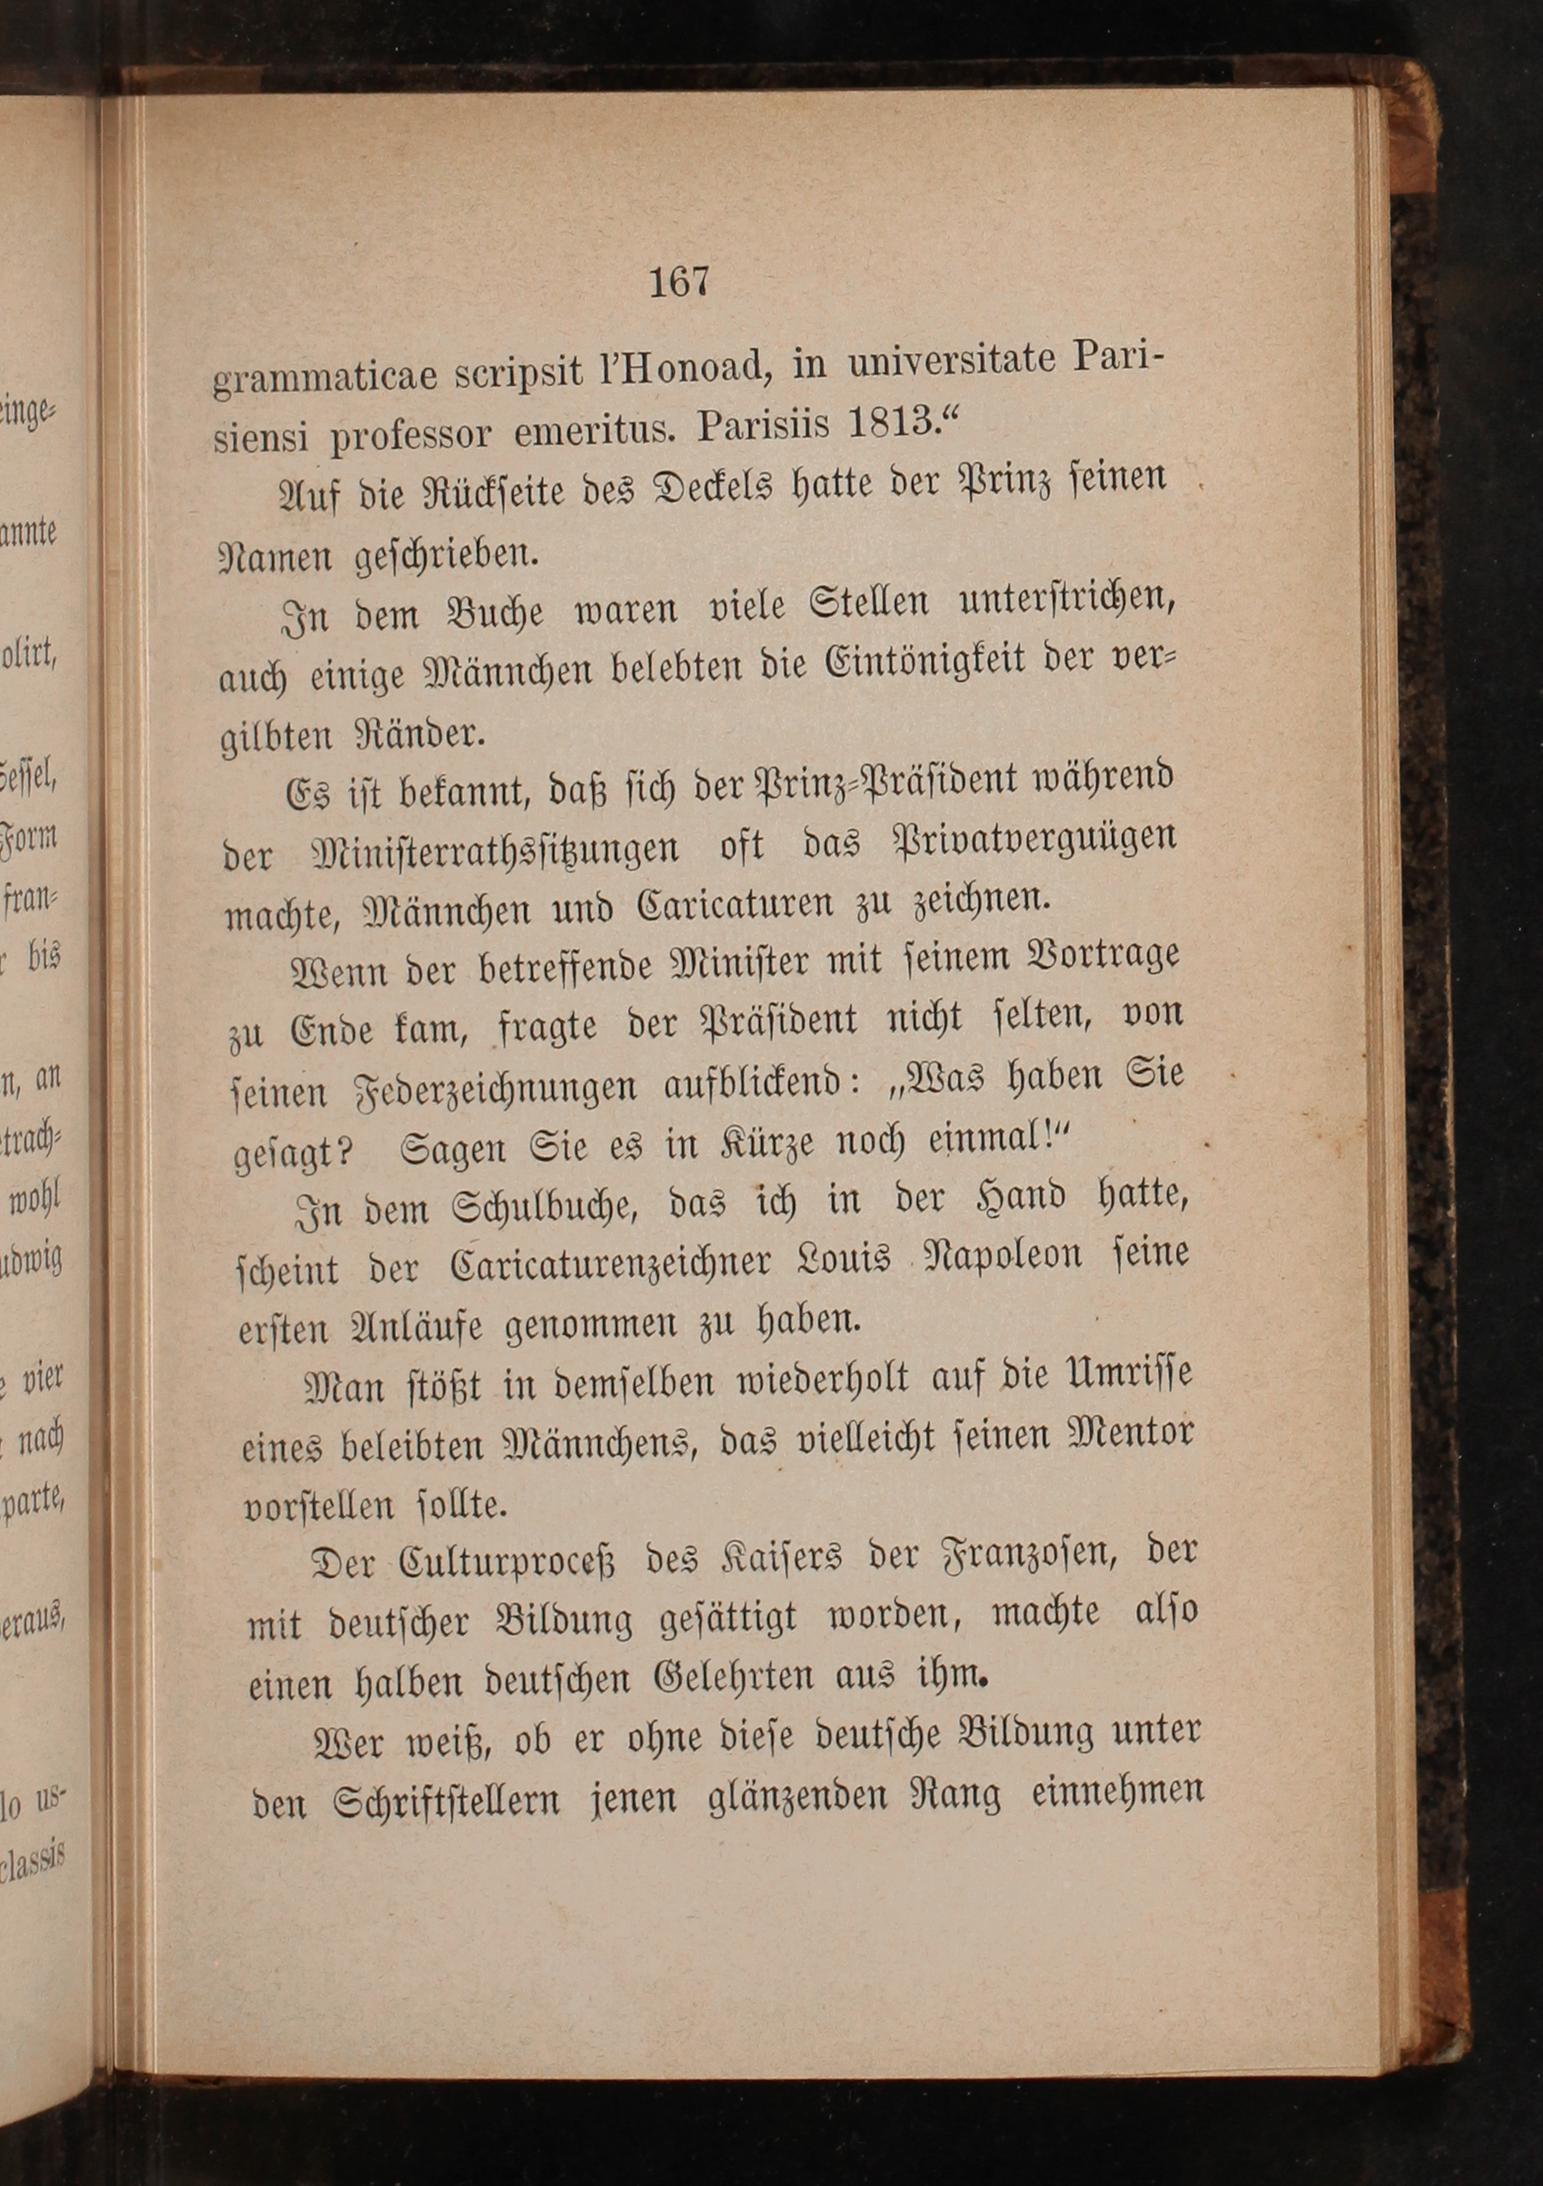 167
grammaticae scripsit l'Honoad, in universitate Pari-
siensi professor emeritus. Parisiis 1813.“
Auf die Rückſeite des Deckels hatte der Prinz ſeinen
Namen geſchrieben.
In dem Buche waren viele Stellen unterſtrichen,
auch einige Männchen belebten die Eintönigkeit der ver⸗
gilbten Ränder.
Es iſt bekannt, daß ſich der Prinz⸗Präſident während
der Miniſterrathsſitzungen oft das Privatverguügen
machte, Männchen und Caricaturen zu zeichnen.
Wenn der betreffende Miniſter mit ſeinem Vortrage
zu Ende kam, fragte der Präſident nicht ſelten, von
ſeinen Federzeichnungen aufblickend: „Was haben Sie
geſagt? Sagen Sie es in Kürze noch einmal!“
In dem Schulbuche, das ich in der Hand hatte,
ſcheint der Caricaturenzeichner Louis Napoleon ſeine
erſten Anläufe genommen zu haben.
Man ſtößt in demſelben wiederholt auf die Umriſſe
eines beleibten Männchens, das vielleicht ſeinen Mentor
vorſtellen ſollte.
Der Culturproceß des Kaiſers der Franzoſen, der
mit deutſcher Bildung geſättigt worden, machte alſo
einen halben deutſchen Gelehrten aus ihm.
Wer weiß, ob er ohne dieſe deutſche Bildung unter
den Schriftſtellern jenen glänzenden Rang einnehmen